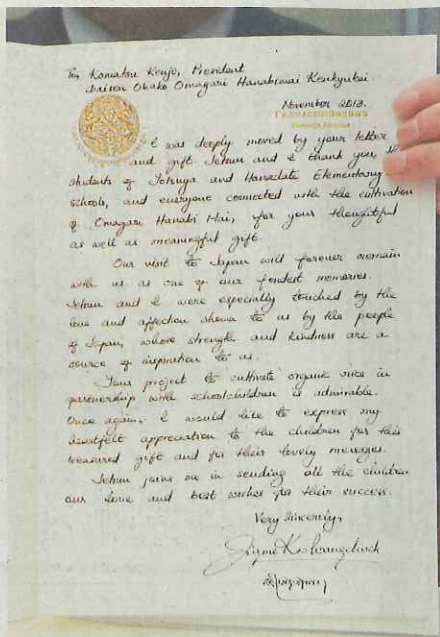 To, Komatsu Kenjo, President
Obako Omagari Hanabimai Kenkyukai.
November 2013.
TASHICHHODZONG
I was deeply moved by your letter
and gift. Jetsun and I thank you, the
students of and Hanadate Elementary
schools, and everyone connected with the cultivation
of Omagari Hanabi Mai, for your thoughtful
as well as meaningful gift.
Our visit to Japan will forever remain
with us as one of our fondest memories.
Jetsun and I were especially touched by the
love and affection shown to us by the people
of Japan, whose strength and kindness are a
source of inspiration to us.
Your project to cultivate organic rice in
partnership with schoolchildren is admirable.
Once again, I would like to express my
heartfelt appreciation to the children for this
treasured gift and for their lovely messages.
Jetsun joins me in sending all the children
our love and best wishes for their success.
Very Sincerely,